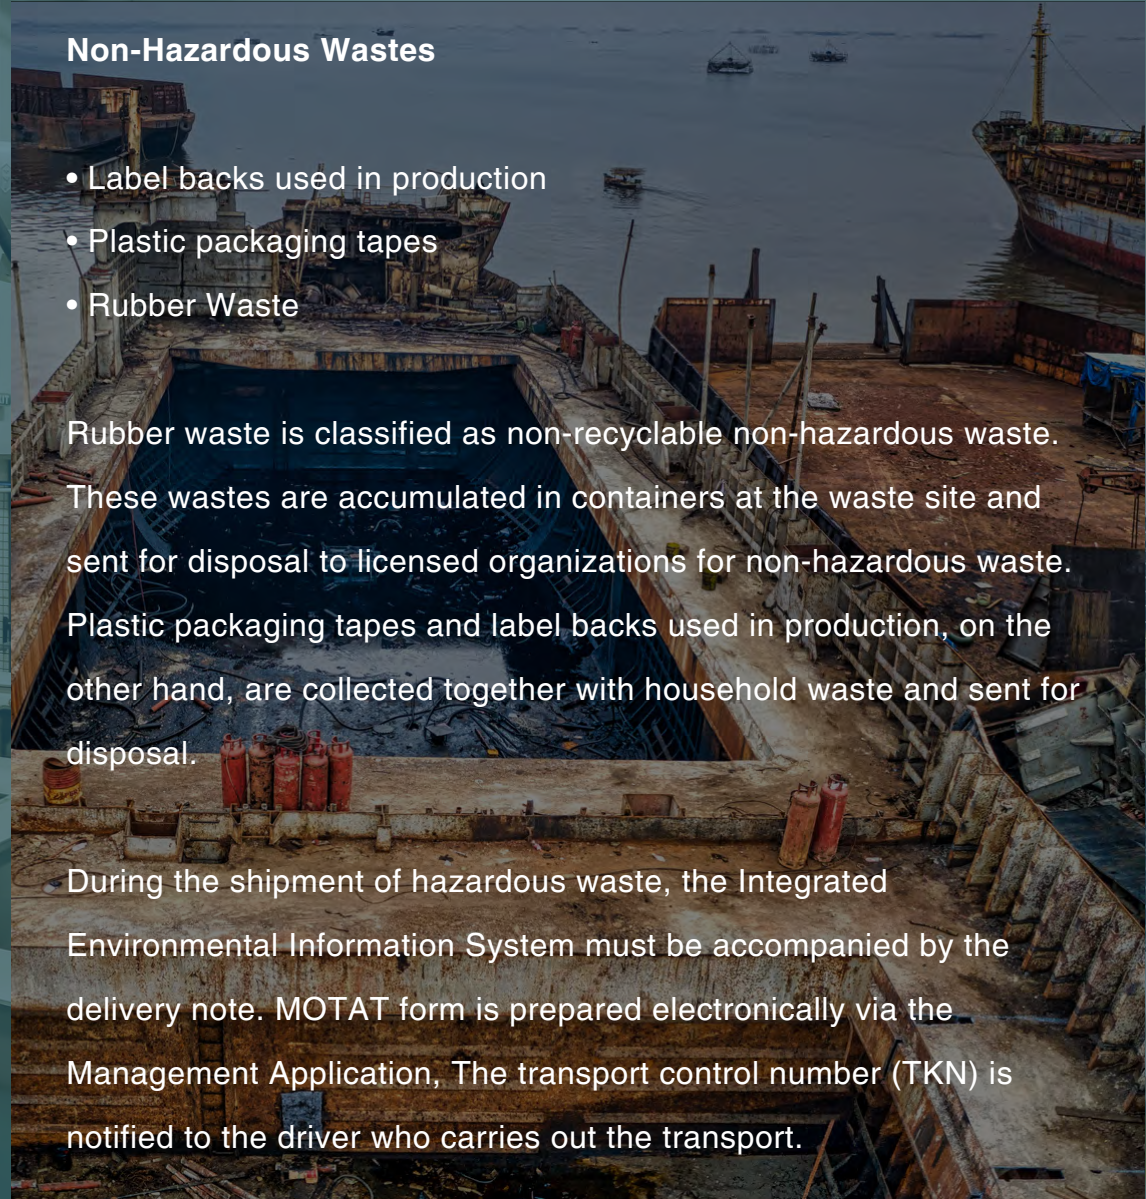 Non-Hazardous Wastes
• Label backs used in production
• Plastic packaging tapes
• Rubber Waste
Rubber waste is classified as non-recyclable non-hazardous waste.
These wastes are accumulated in containers at the waste site and
sent for disposal to licensed organizations for non-hazardous waste.
Plastic packaging tapes and label backs used in production, on the
other hand, are collected together with household waste and sent for
disposal.
During the shipment of hazardous waste, the Integrated
Environmental Information System must be accompanied by the
delivery note. MOTAT form is prepared electronically via the
Management Application, The transport control number (TKN) is
notified to the driver who carries out the transport.